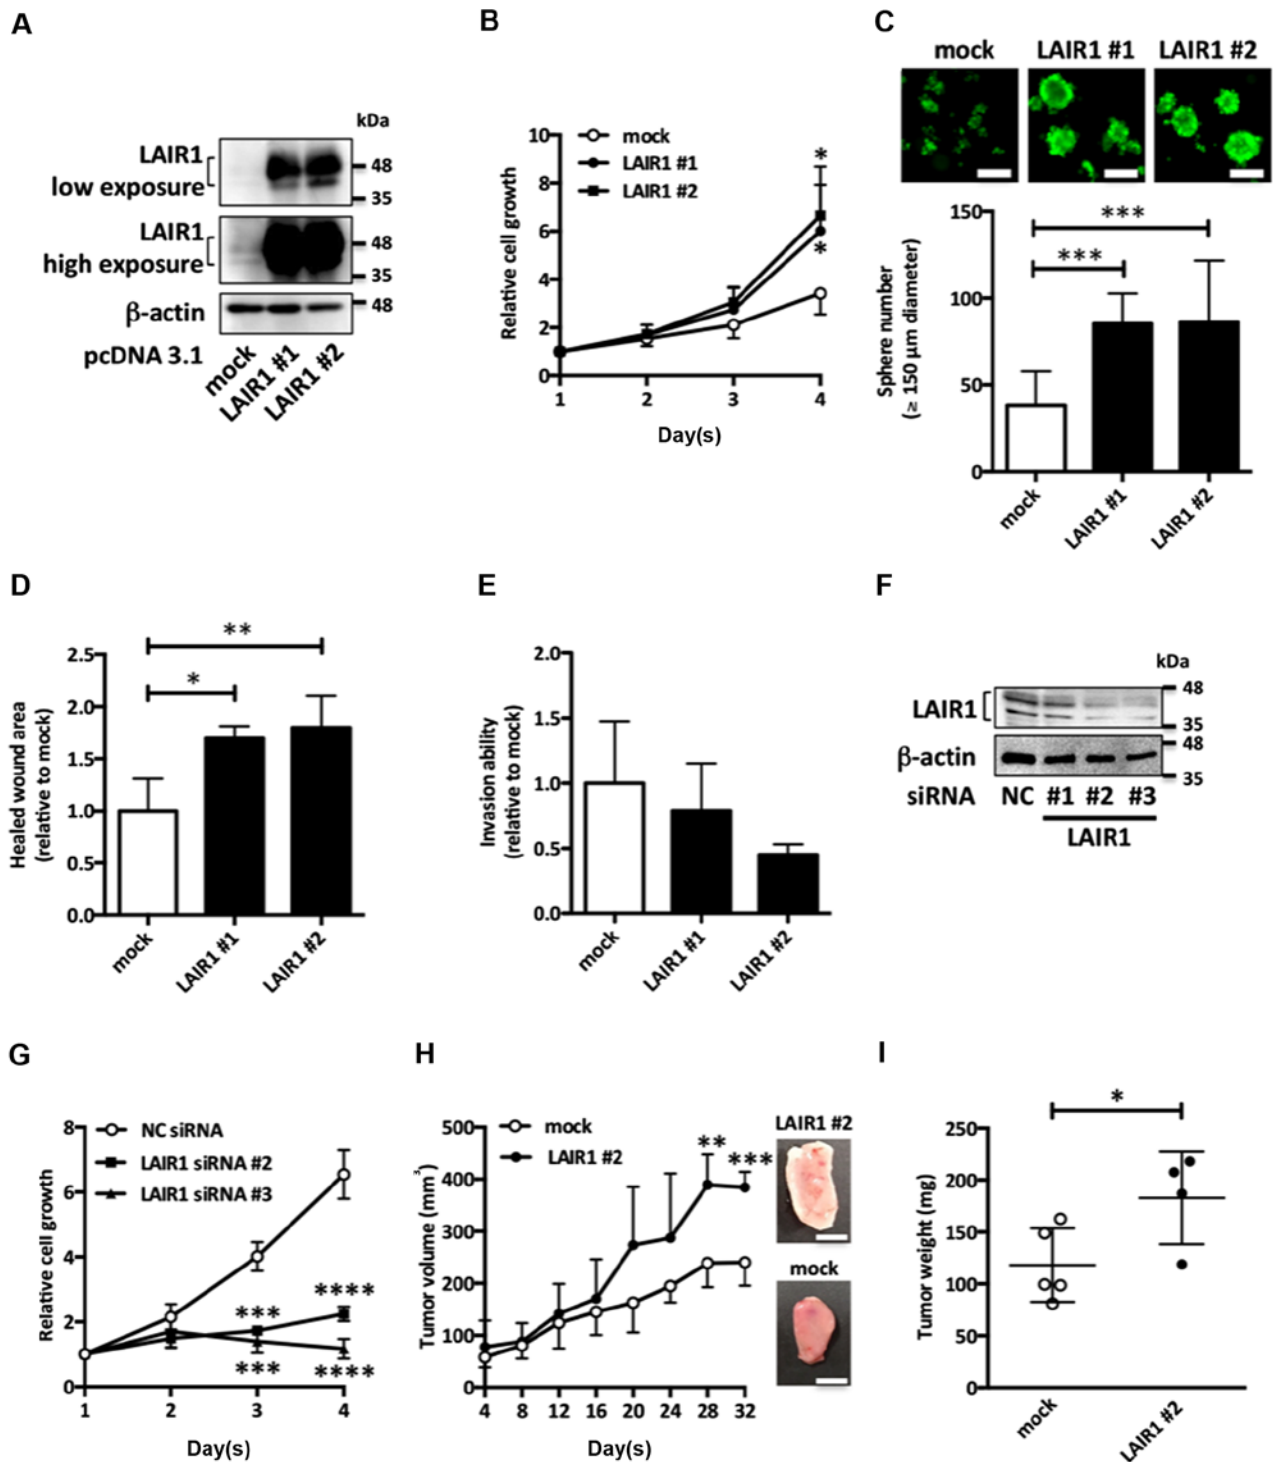 A
kDa
LAIR1
low exposure
48
35
LAIR1
high exposure
48
35
β-actin
48
pcDNA 3.1
mock
LAIR1 #1
LAIR1 #2
B
Relative cell growth
10
8
6
4
2
0
mock
LAIR1 #1
LAIR1 #2
*
*
1 2 3 4
Day(s)
C
mock LAIR1 #1 LAIR1 #2
Sphere number
(≥ 150 μm diameter)
150
100
50
0
***
***
mock
LAIR1 #1
LAIR1 #2
D
Healed wound area
(relative to mock)
2.5
2.0
1.5
1.0
0.5
0.0
**
*
mock
LAIR1 #1
LAIR1 #2
E
Invasion ability
(relative to mock)
2.0
1.5
1.0
0.5
0.0
mock
LAIR1 #1
LAIR1 #2
F
kDa
LAIR1
48
35
β-actin
48
35
siRNA NC #1 #2 #3
LAIR1
G
Relative cell growth
8
6
4
2
0
NC siRNA
LAIR1 siRNA #2
LAIR1 siRNA #3
***
****
***
****
1 2 3 4
Day(s)
H
Tumor volume (mm³)
500
400
300
200
100
0
mock
LAIR1 #2
**
***
4 8 12 16 20 24 28 32
Day(s)
LAIR1 #2
mock
I
Tumor weight (mg)
250
200
150
100
50
0
*
mock
LAIR1 #2